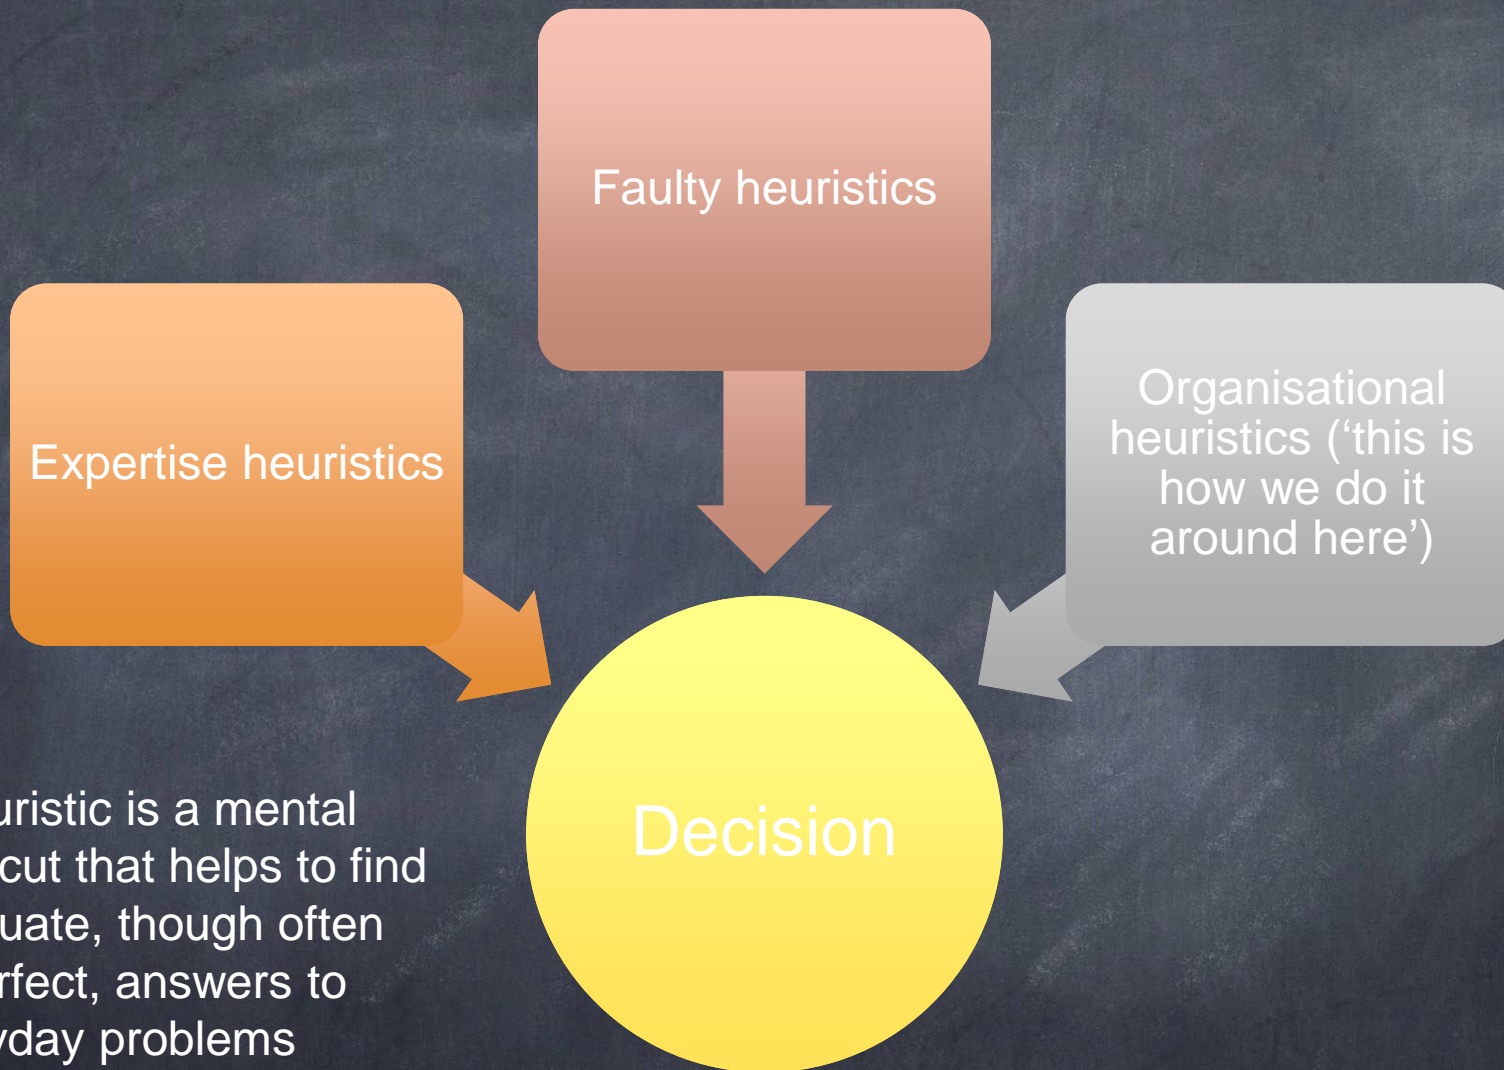 Faulty heuristics
Expertise heuristics
Organisational
heuristics (‘this is
how we do it
around here’)
Decision
uristic is a mental
cut that helps to find
uate, though often
rfect, answers to
yday problems